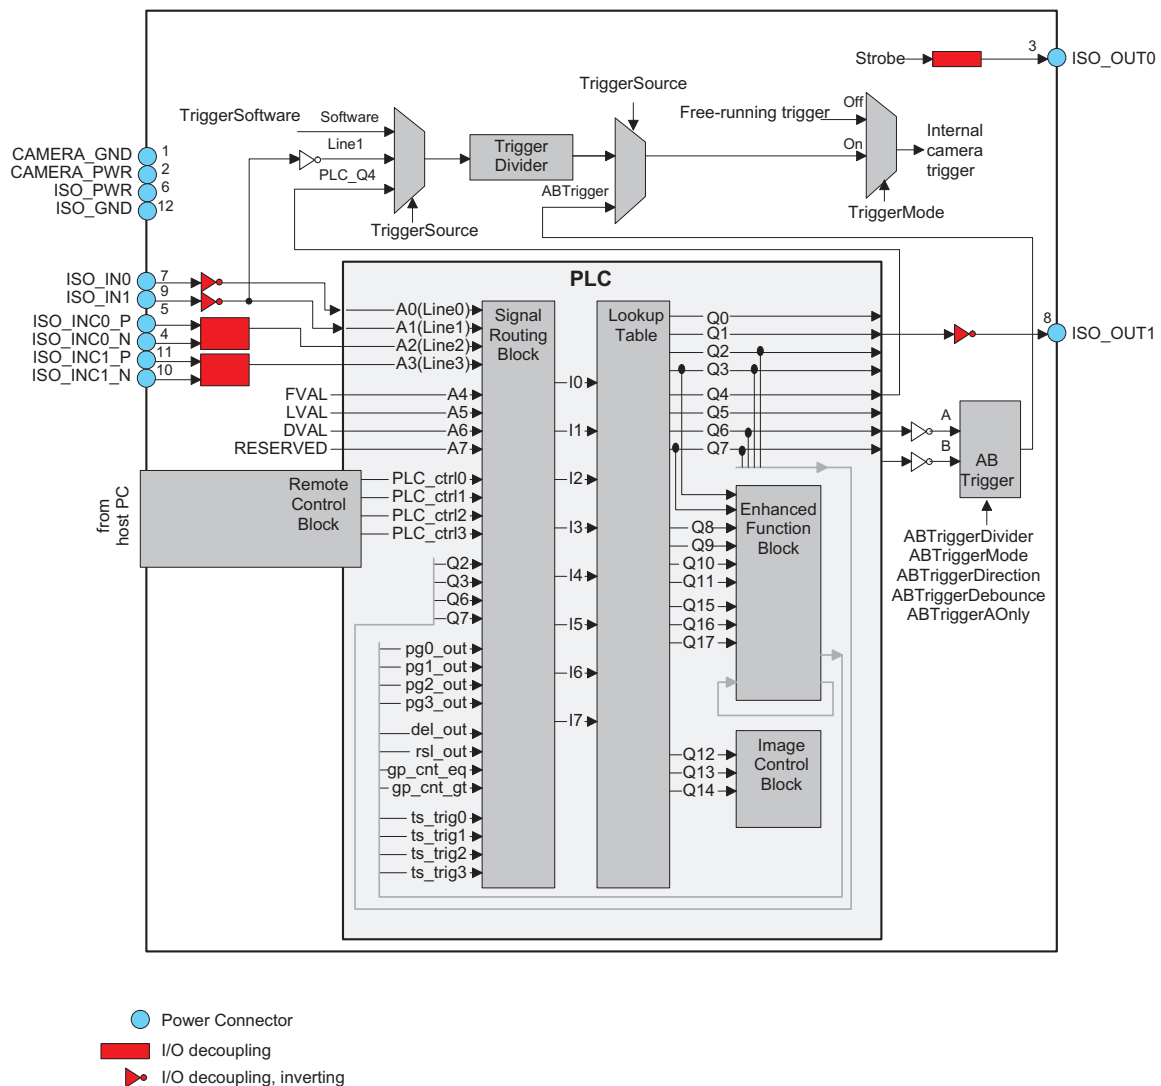 Strobe
3
ISO_OUT0
TriggerSource
TriggerSoftware
Software
Free-running trigger
Off
On
Internal
camera
trigger
Line1
PLC_Q4
Trigger
Divider
ABTrigger
TriggerSource
TriggerMode
CAMERA_GND
1
CAMERA_PWR
2
ISO_PWR
6
ISO_GND
12
ISO_IN0
7
ISO_IN1
9
ISO_INC0_P
5
ISO_INC0_N
4
ISO_INC1_P
11
ISO_INC1_N
10
PLC
A0(Line0)
A1(Line1)
A2(Line2)
A3(Line3)
FVAL
A4
LVAL
A5
DVAL
A6
RESERVED
A7
from
host PC
Remote
Control
Block
PLC_ctrl0
PLC_ctrl1
PLC_ctrl2
PLC_ctrl3
Q2
Q3
Q6
Q7
pg0_out
pg1_out
pg2_out
pg3_out
del_out
rsl_out
gp_cnt_eq
gp_cnt_gt
ts_trig0
ts_trig1
ts_trig2
ts_trig3
Signal
Routing
Block
I0
I1
I2
I3
I4
I5
I6
I7
Lookup
Table
Q0
Q1
Q2
Q3
Q4
Q5
Q6
Q7
Q8
Q9
Q10
Q11
Q15
Q16
Q17
Q12
Q13
Q14
Enhanced
Function
Block
Image
Control
Block
8
ISO_OUT1
A
B
AB
Trigger
ABTriggerDivider
ABTriggerMode
ABTriggerDirection
ABTriggerDebounce
ABTriggerAOnly
Power Connector
I/O decoupling
I/O decoupling, inverting